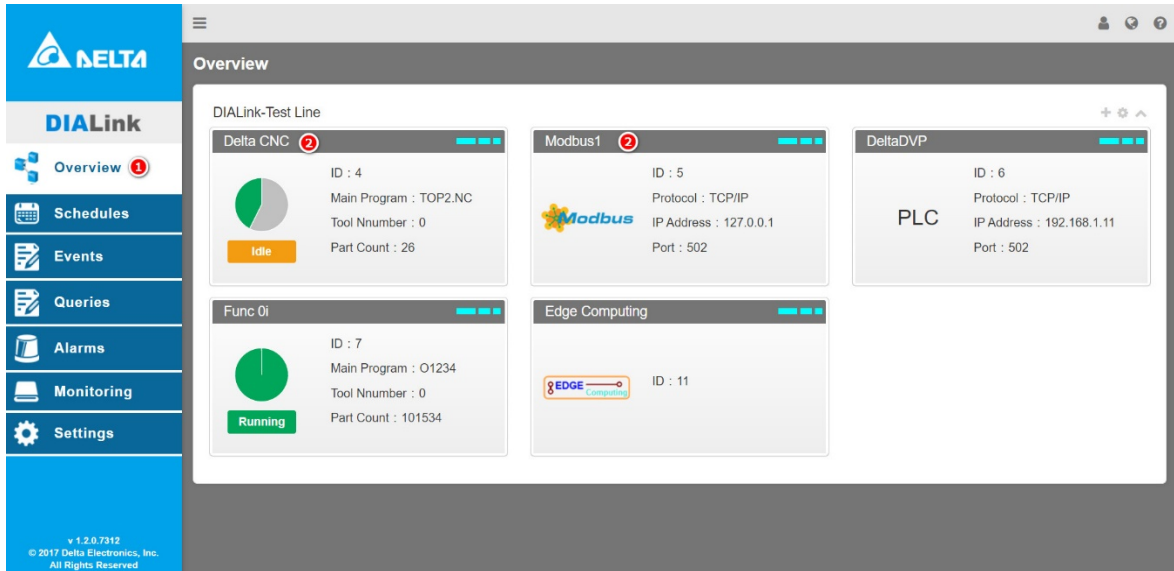 DELTA
Overview
DIALink
Overview 1
Schedules
Events
Queries
Alarms
Monitoring
Settings
v 1.2.0.7312
© 2017 Delta Electronics, Inc.
All Rights Reserved
DIALink-Test Line
Delta CNC 2
ID : 4
Main Program : TOP2.NC
Tool Nnumber : 0
Part Count : 26
Idle
Modbus1 2
Modbus
ID : 5
Protocol : TCP/IP
IP Address : 127.0.0.1
Port : 502
DeltaDVP
PLC
ID : 6
Protocol : TCP/IP
IP Address : 192.168.1.11
Port : 502
Func 0i
ID : 7
Main Program : O1234
Tool Nnumber : 0
Part Count : 101534
Running
Edge Computing
EDGE
Computing
ID : 11